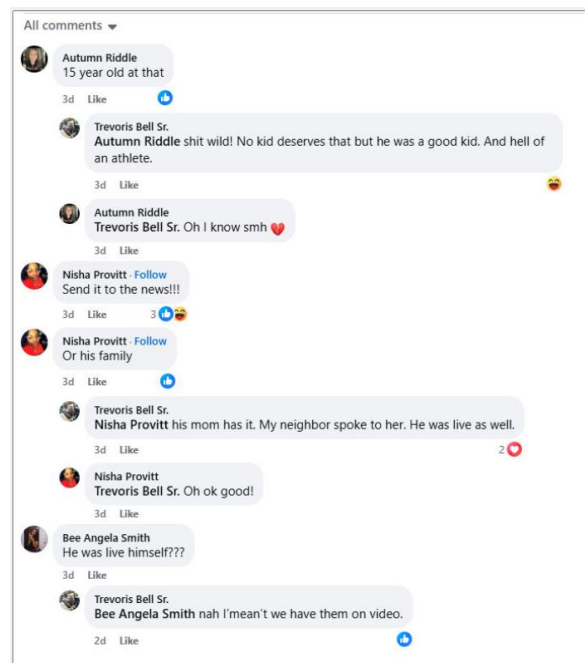 All comments
Autumn Riddle
15 year old at that
3d Like
Trevoris Bell Sr.
Autumn Riddle shit wild! No kid deserves that but he was a good kid. And hell of
an athlete.
3d Like
Autumn Riddle
Trevoris Bell Sr. Oh I know smh 💔
3d Like
Nisha Provitt · Follow
Send it to the news!!!
3d Like 3
Nisha Provitt · Follow
Or his family
3d Like
Trevoris Bell Sr.
Nisha Provitt his mom has it. My neighbor spoke to her. He was live as well.
3d Like 2
Nisha Provitt
Trevoris Bell Sr. Oh ok good!
3d Like
Bee Angela Smith
He was live himself???
3d Like
Trevoris Bell Sr.
Bee Angela Smith nah I'mean't we have them on video.
2d Like